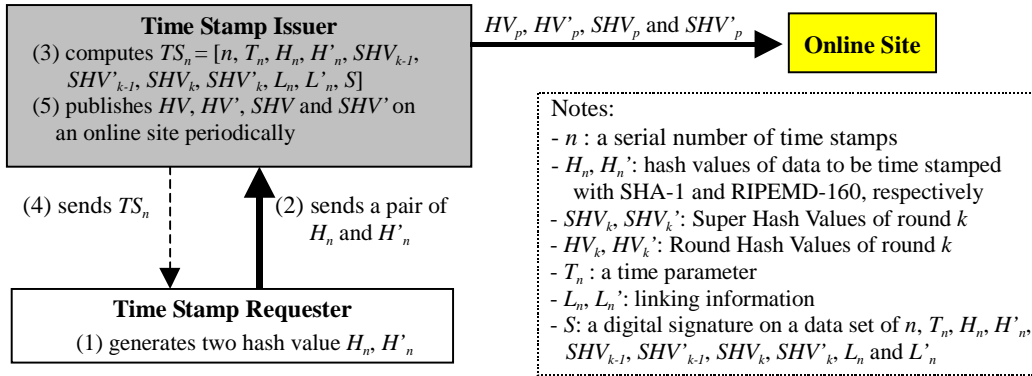 Time Stamp Issuer
(3) computes TSn = [n, Tn, Hn, H'n, SHVk-1,
SHV'k-1, SHVk, SHV'k, Ln, L'n, S]
(5) publishes HV, HV', SHV and SHV' on
an online site periodically
HVp, HV'p, SHVp and SHV'p
Online Site
(4) sends TSn
(2) sends a pair of
Hn and H'n
Time Stamp Requester
(1) generates two hash value Hn, H'n
Notes:
- n : a serial number of time stamps
- Hn, Hn': hash values of data to be time stamped
with SHA-1 and RIPEMD-160, respectively
- SHVk, SHVk': Super Hash Values of round k
- HVk, HVk': Round Hash Values of round k
- Tn : a time parameter
- Ln, Ln': linking information
- S: a digital signature on a data set of n, Tn, Hn, H'n,
SHVk-1, SHV'k-1, SHVk, SHV'k, Ln and L'n